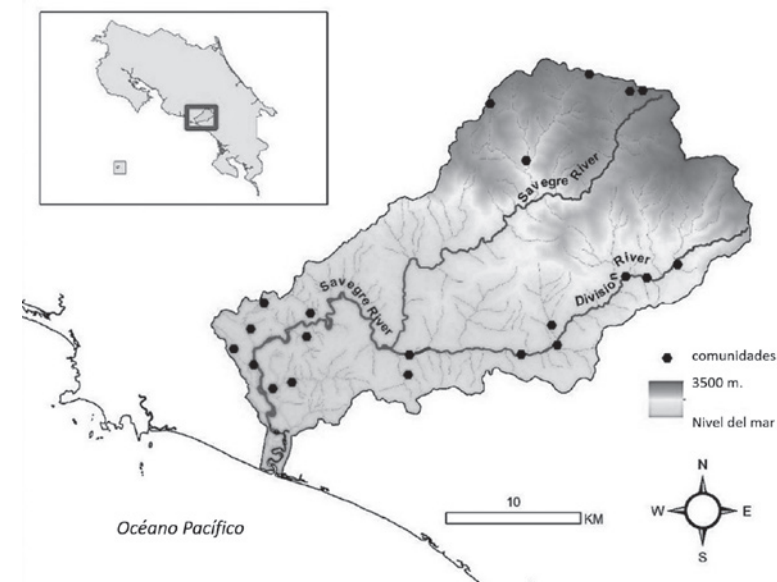 Savegre River
Savegre River
Division River
comunidades
3500 m.
Nivel del mar
10
KM
N
W
E
S
Océano Pacífico